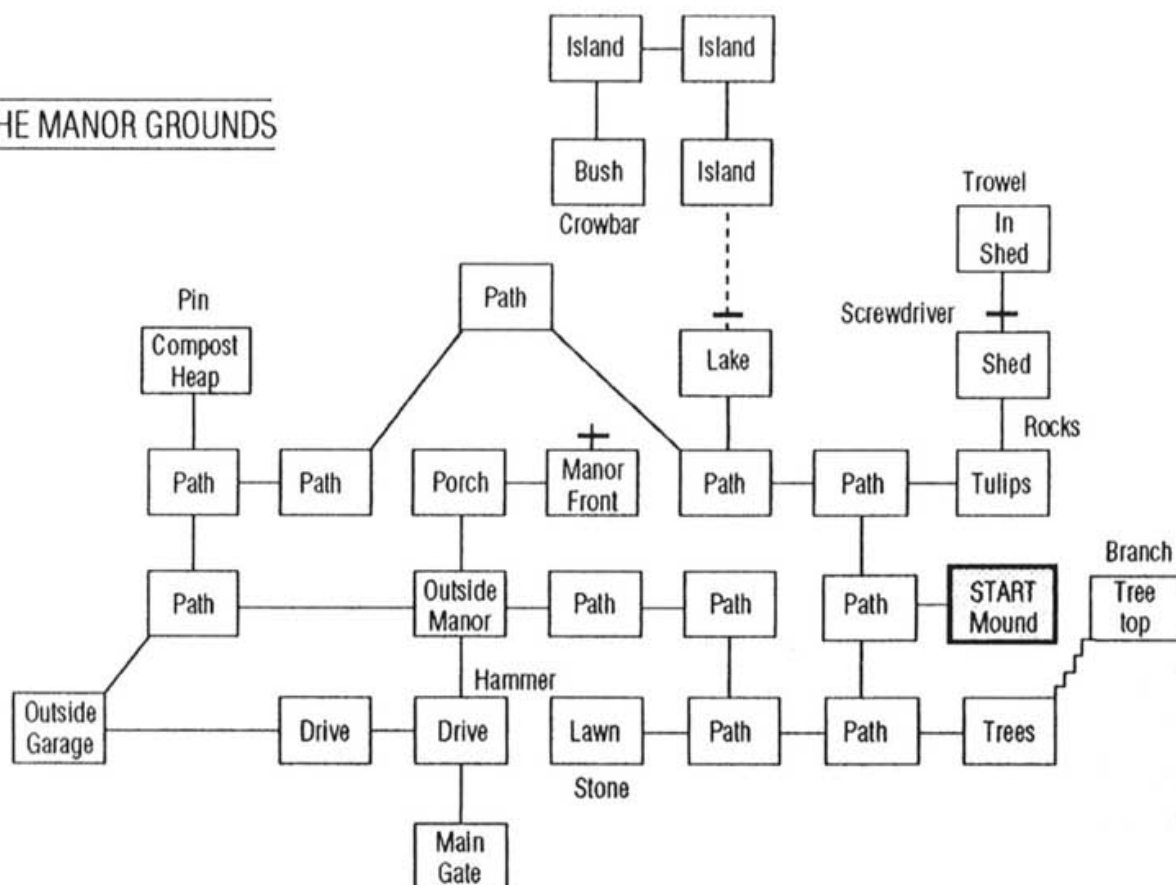 Island
Island
HE MANOR GROUNDS
Bush
Island
Trowel
Crowbar
In
Shed
Path
Pin
Screwdriver
Compost
Heap
Lake
Shed
Rocks
Path
Path
Porch
Manor
Front
Path
Path
Tulips
Branch
Path
Outside
Manor
Path
Path
Path
START
Mound
Tree
top
Hammer
Outside
Garage
Drive
Drive
Lawn
Path
Path
Trees
Stone
Main
Gate